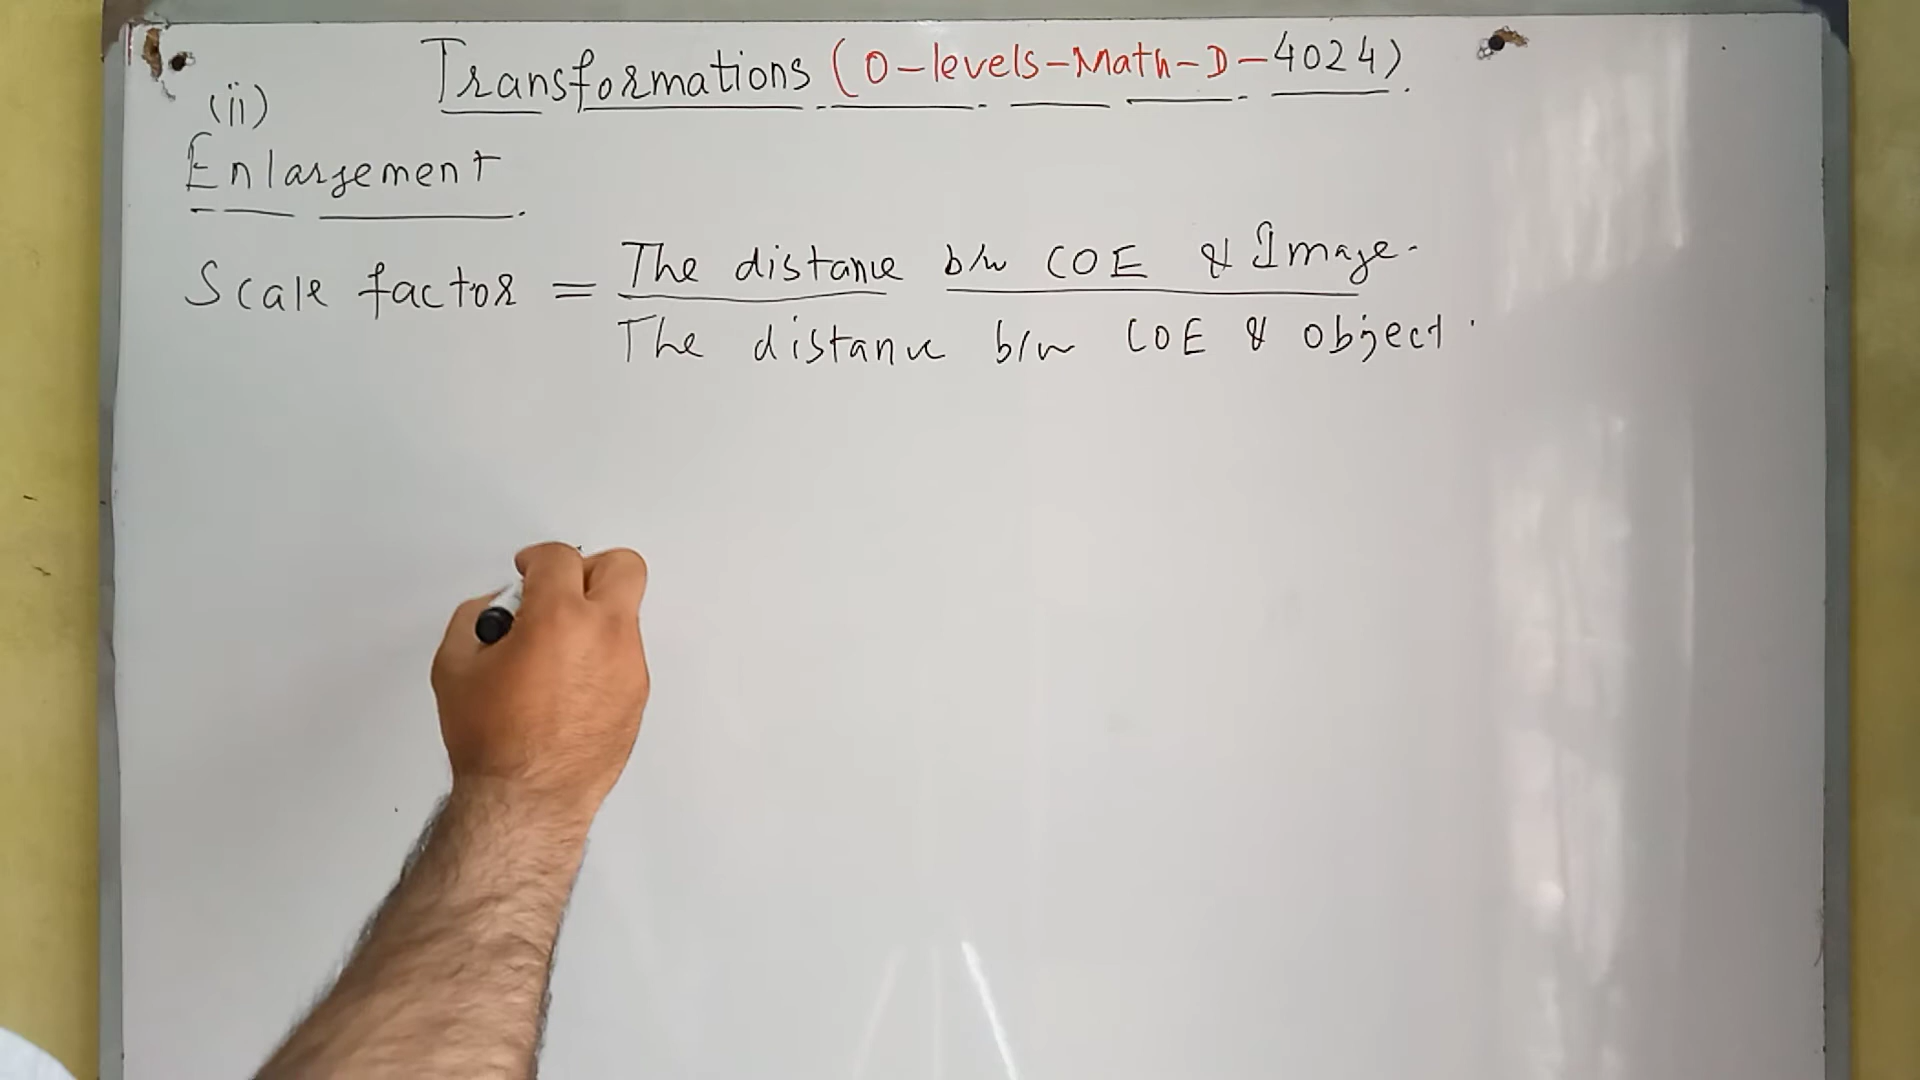 Transformations (O-levels-Math-D-4024)
(ii)
Enlargement
Scale factor = The distance b/w COE & Image.
The distance b/w COE & object.